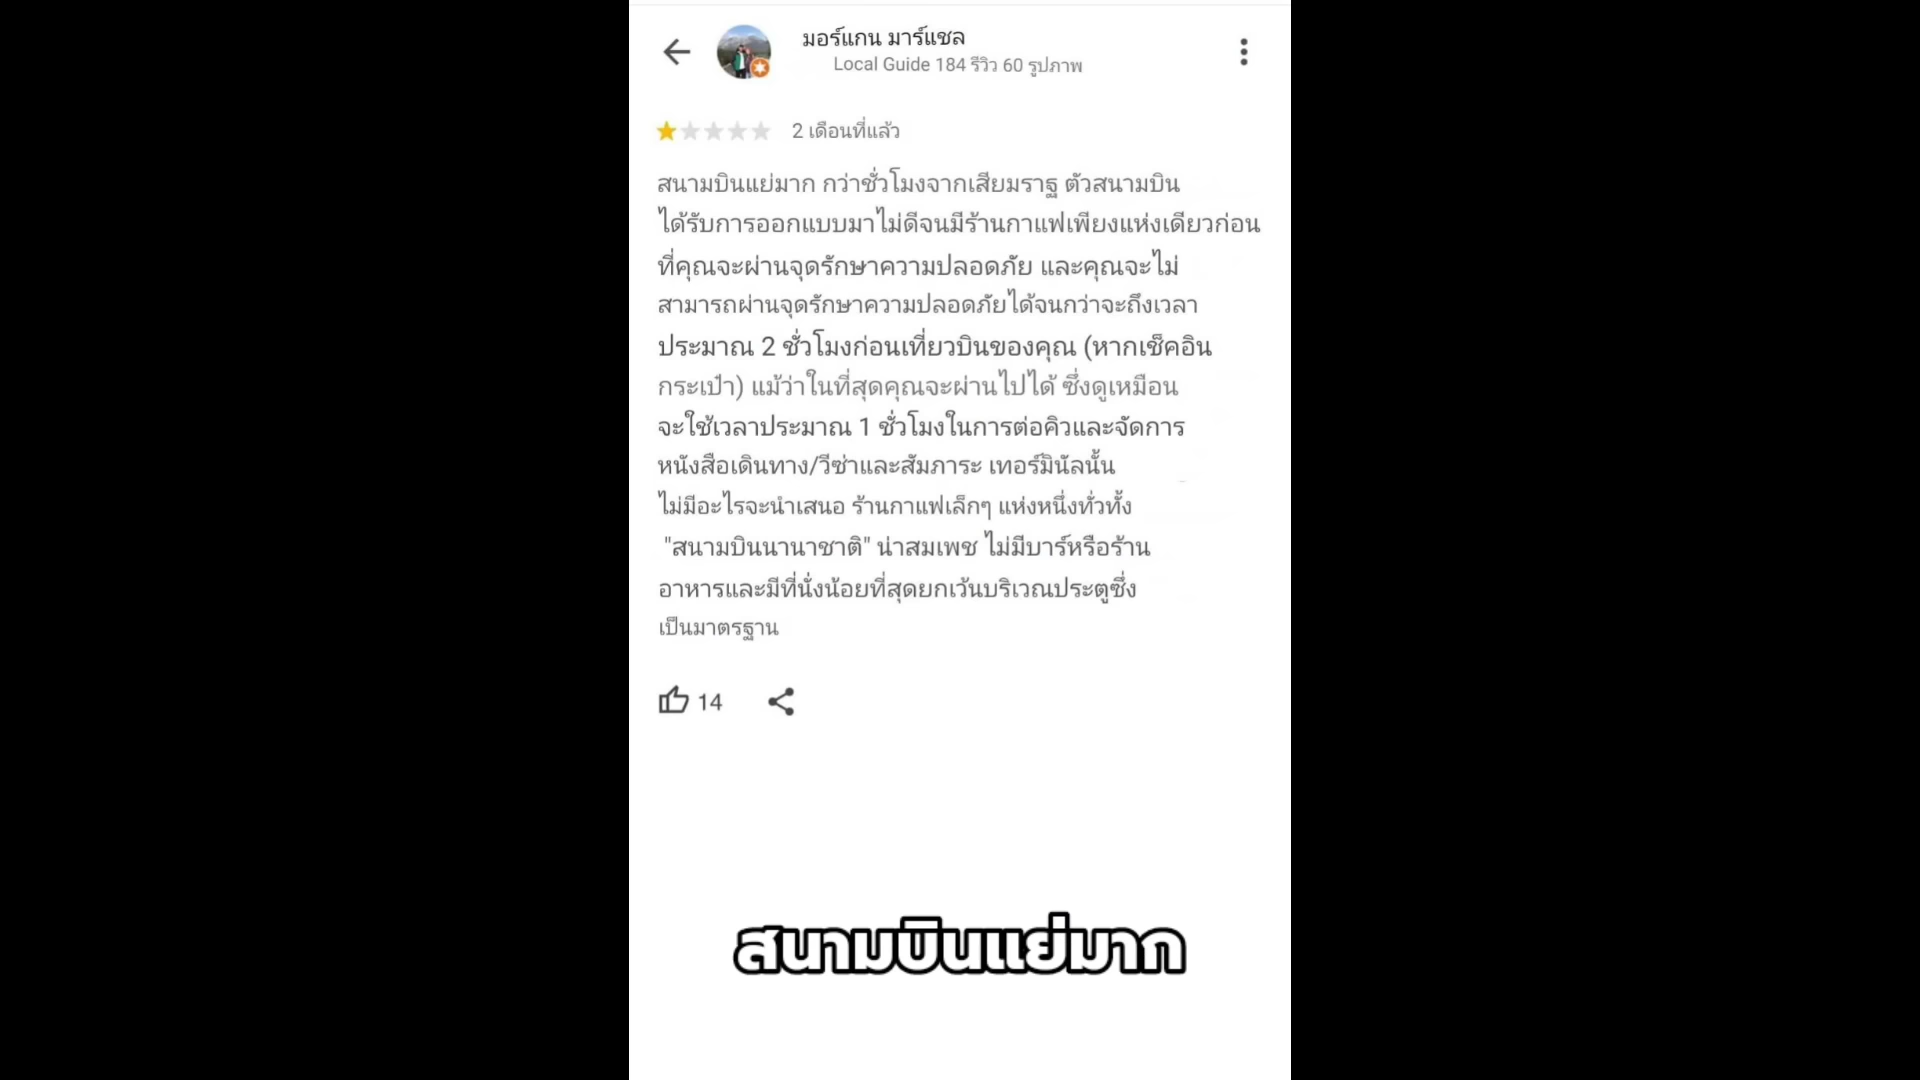 มอร์แกน มาร์แชล
Local Guide 184 รีวิว 60 รูปภาพ
2 เดือนที่แล้ว
สนามบินแย่มาก กว่าชั่วโมงจากเสียมราฐ ตัวสนามบิน
ได้รับการออกแบบมาไม่ดีจนมีร้านกาแฟเพียงแห่งเดียวก่อน
ที่คุณจะผ่านจุดรักษาความปลอดภัย และคุณจะไม่
สามารถผ่านจุดรักษาความปลอดภัยได้จนกว่าจะถึงเวลา
ประมาณ 2 ชั่วโมงก่อนเที่ยวบินของคุณ (หากเช็คอิน
กระเป๋า) แม้ว่าในที่สุดคุณจะผ่านไปได้ ซึ่งดูเหมือน
จะใช้เวลาประมาณ 1 ชั่วโมงในการต่อคิวและจัดการ
หนังสือเดินทาง/วีซ่าและสัมภาระ เทอร์มินัลนั้น
ไม่มีอะไรจะนำเสนอ ร้านกาแฟเล็กๆ แห่งหนึ่งทั่วทั้ง
"สนามบินนานาชาติ" น่าสมเพช ไม่มีบาร์หรือร้าน
อาหารและมีที่นั่งน้อยที่สุดยกเว้นบริเวณประตูซึ่ง
เป็นมาตรฐาน
14
สนามบินแย่มาก